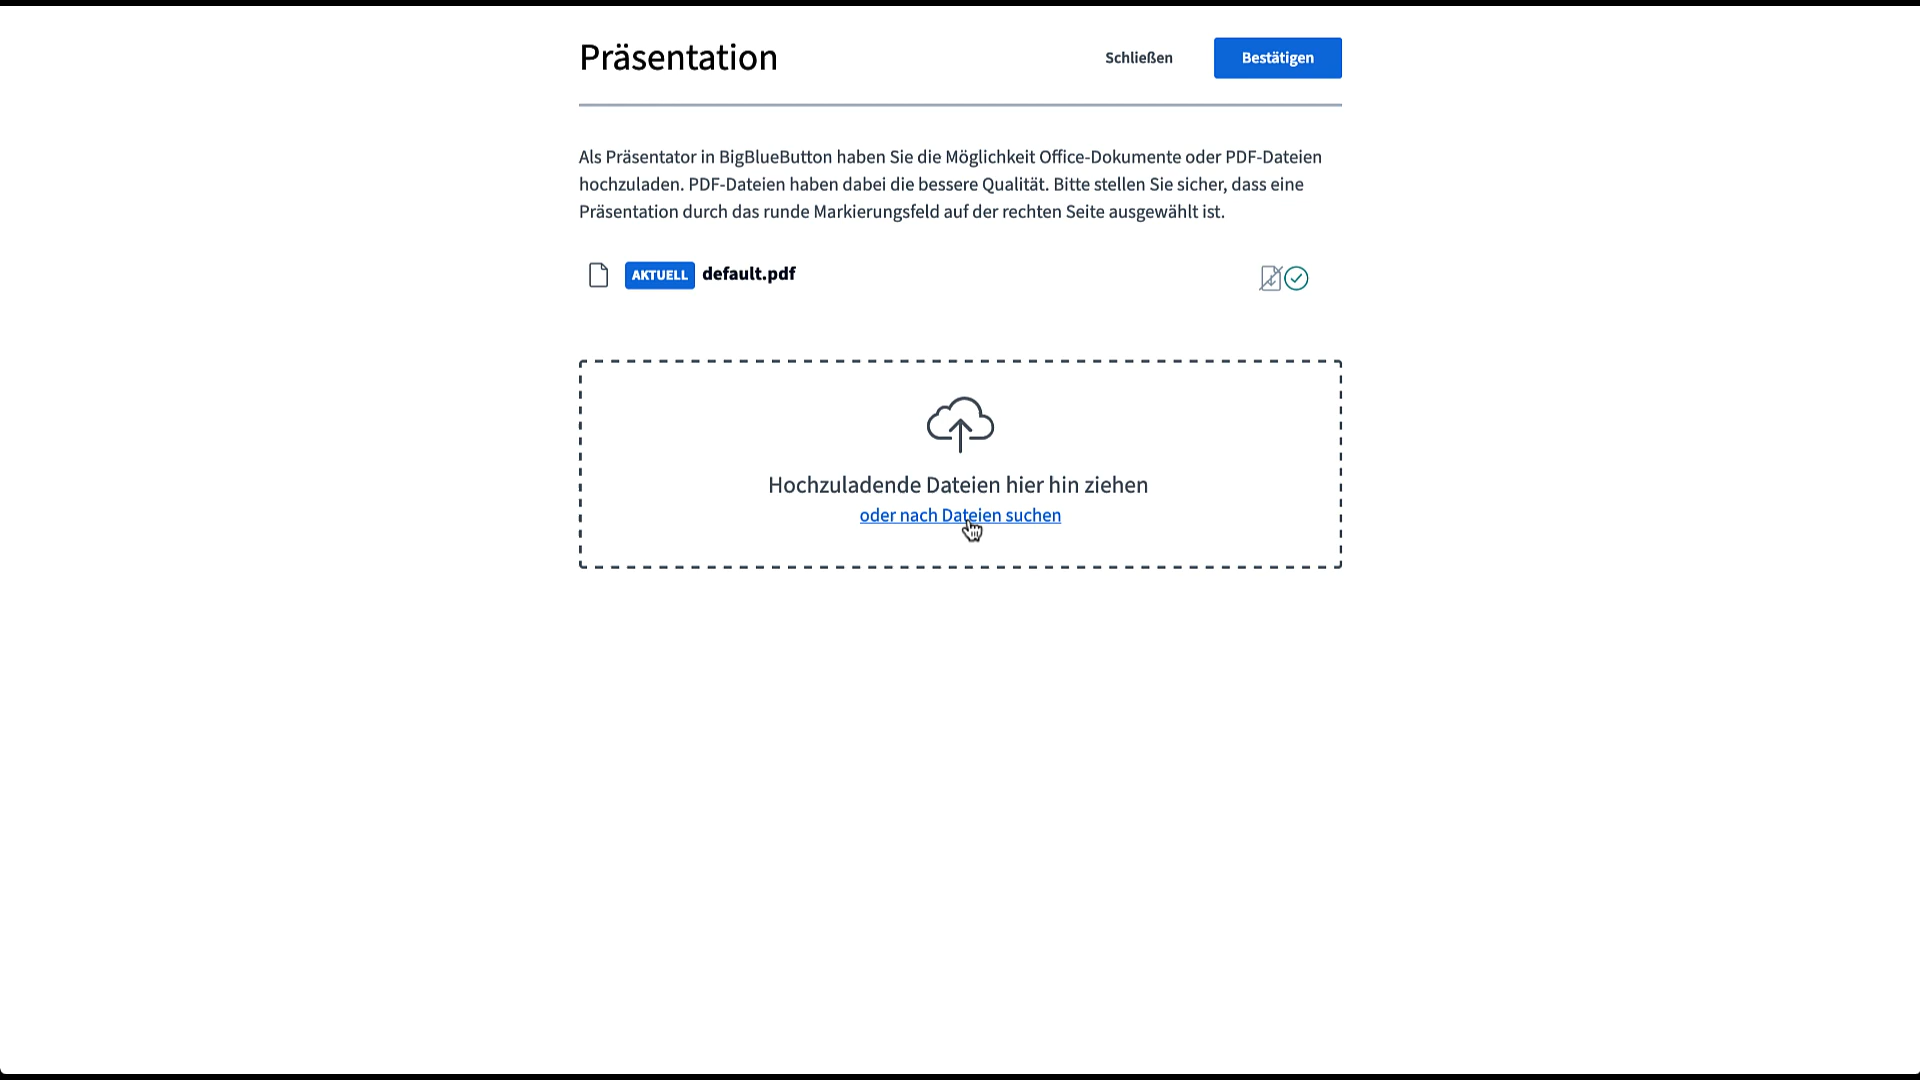 Präsentation
Schließen
Bestätigen
Als Präsentator in BigBlueButton haben Sie die Möglichkeit Office-Dokumente oder PDF-Dateien
hochzuladen. PDF-Dateien haben dabei die bessere Qualität. Bitte stellen Sie sicher, dass eine
Präsentation durch das runde Markierungsfeld auf der rechten Seite ausgewählt ist.
AKTUELL default.pdf
Hochzuladende Dateien hier hin ziehen
oder nach Dateien suchen